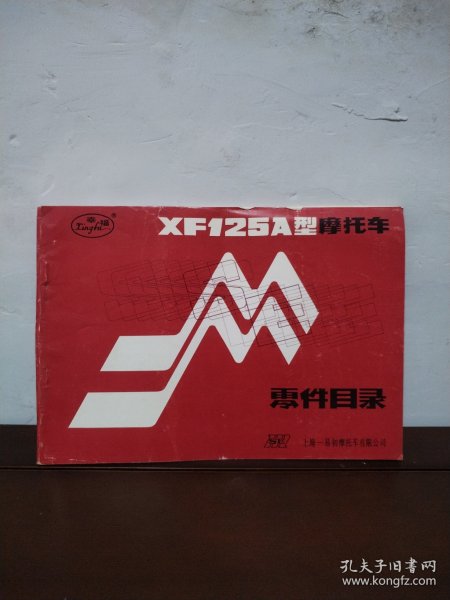 幸福
Xingfu
®
XF125A型摩托车
零件目录
上海—易初摩托车有限公司
孔夫子旧书网
www.kongfz.com